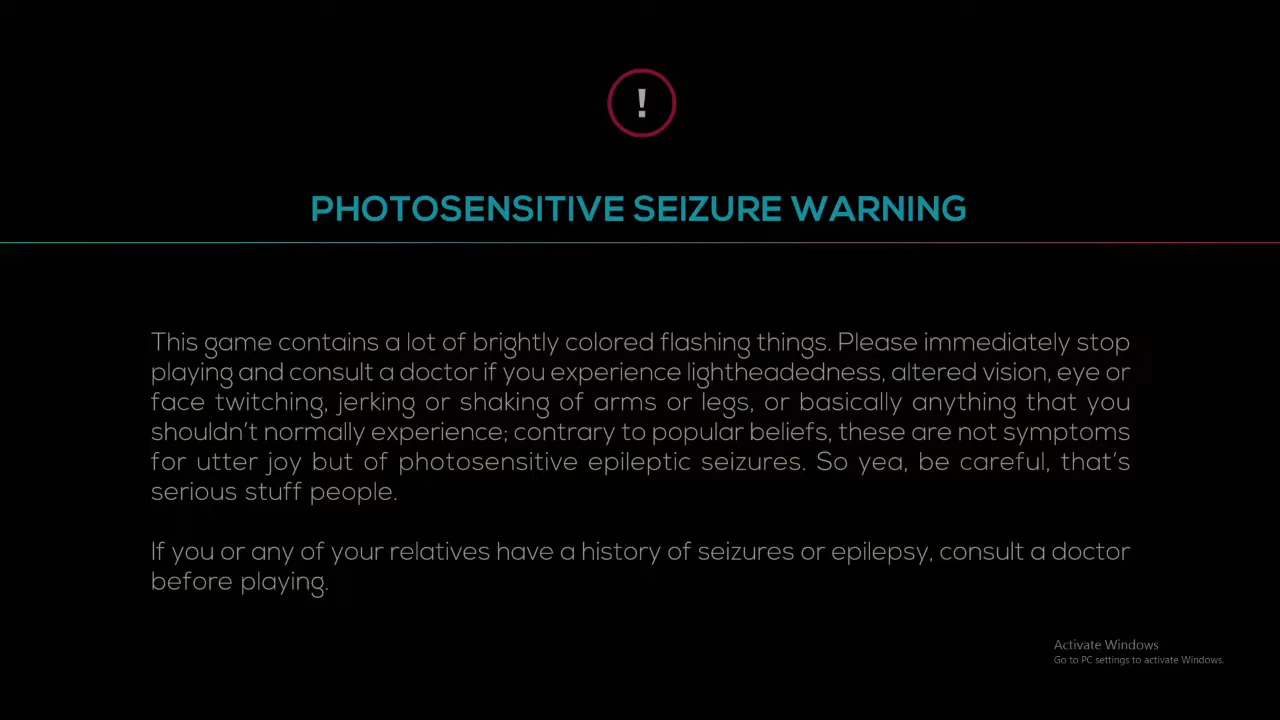 !
PHOTOSENSITIVE SEIZURE WARNING
This game contains a lot of brightly colored flashing things. Please immediately stop
playing and consult a doctor if you experience lightheadedness, altered vision, eye or
face twitching, jerking or shaking of arms or legs, or basically anything that you
shouldn't normally experience; contrary to popular beliefs, these are not symptoms
for utter joy but of photosensitive epileptic seizures. So yea, be careful, that's
serious stuff people.
If you or any of your relatives have a history of seizures or epilepsy, consult a doctor
before playing.
Activate Windows
Go to PC settings to activate Windows.